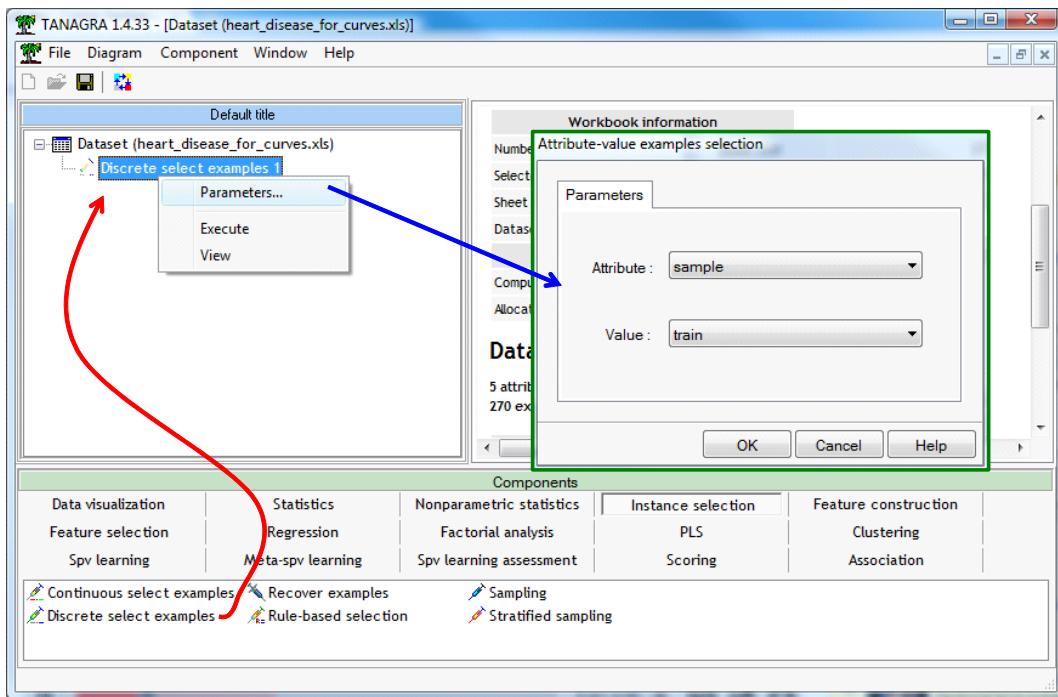 TANAGRA 1.4.33 - [Dataset (heart_disease_for_curves.xls)]
File Diagram Component Window Help
Default title
Dataset (heart_disease_for_curves.xls)
Discrete select examples 1
Parameters...
Execute
View
Workbook information
Numbe
Select
Sheet
Datas
Compu
Allocat
Data
5 attrib
270 ex
Attribute-value examples selection
Parameters
Attribute : sample
Value : train
OK Cancel Help
Components
Data visualization Statistics Nonparametric statistics Instance selection Feature construction
Feature selection Regression Factorial analysis PLS Clustering
Spv learning Meta-spv learning Spv learning assessment Scoring Association
Continuous select examples Recover examples Sampling
Discrete select examples Rule-based selection Stratified sampling